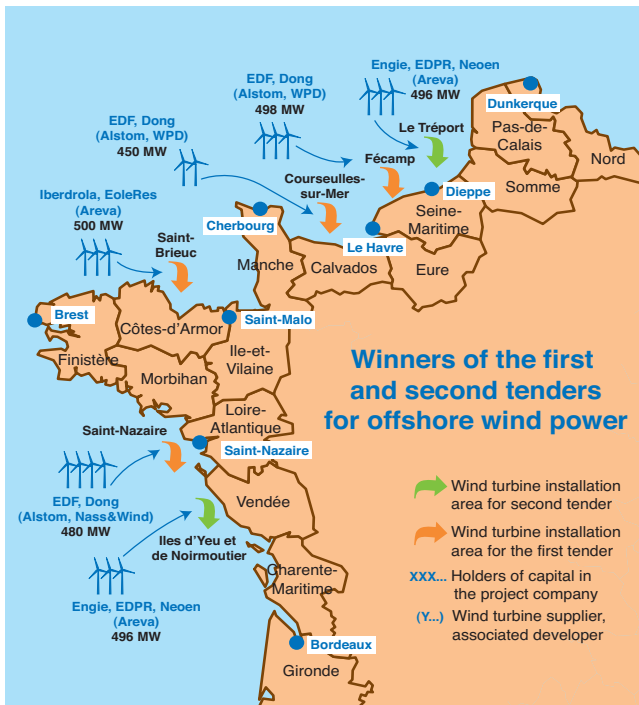 Engie, EDPR, Neoen
(Areva)
496 MW
EDF, Dong
(Alstom, WPD)
498 MW
Dunkerque
EDF, Dong
(Alstom, WPD)
450 MW
Le Tréport
Pas-de-
Calais
Nord
Fécamp
Courseulles-
sur-Mer
Dieppe
Somme
Iberdrola, EoleRes
(Areva)
500 MW
Cherbourg
Seine-
Maritime
Saint-
Brieuc
Le Havre
Manche
Calvados
Eure
Brest
Côtes-d'Armor
Saint-Malo
Finistère
Ile-et-
Vilaine
Morbihan
Winners of the first
and second tenders
for offshore wind power
Loire-
Atlantique
Saint-Nazaire
Saint-Nazaire
EDF, Dong
(Alstom, Nass&Wind)
480 MW
Vendée
Iles d'Yeu et
de Noirmoutier
Charente-
Maritime
Engie, EDPR, Neoen
(Areva)
496 MW
Bordeaux
Gironde
Wind turbine installation
area for second tender
Wind turbine installation
area for the first tender
XXX... Holders of capital in
the project company
(Y...) Wind turbine supplier,
associated developer